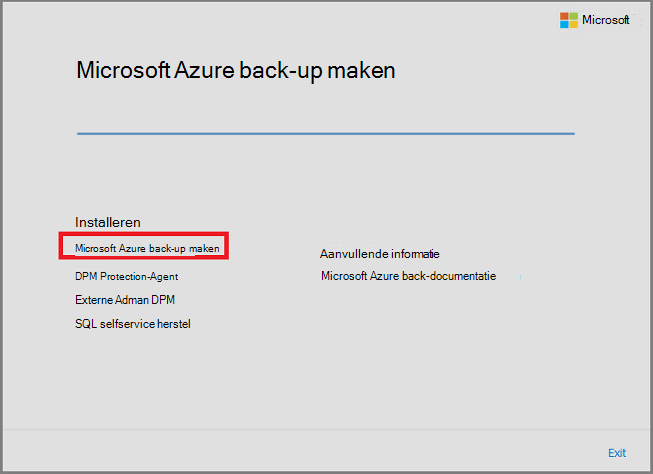 Microsoft
Microsoft Azure back-up maken
Installeren
Microsoft Azure back-up maken
DPM Protection-Agent
Externe Adman DPM
SQL selfservice herstel
Aanvullende informatie
Microsoft Azure back-documentatie
Exit